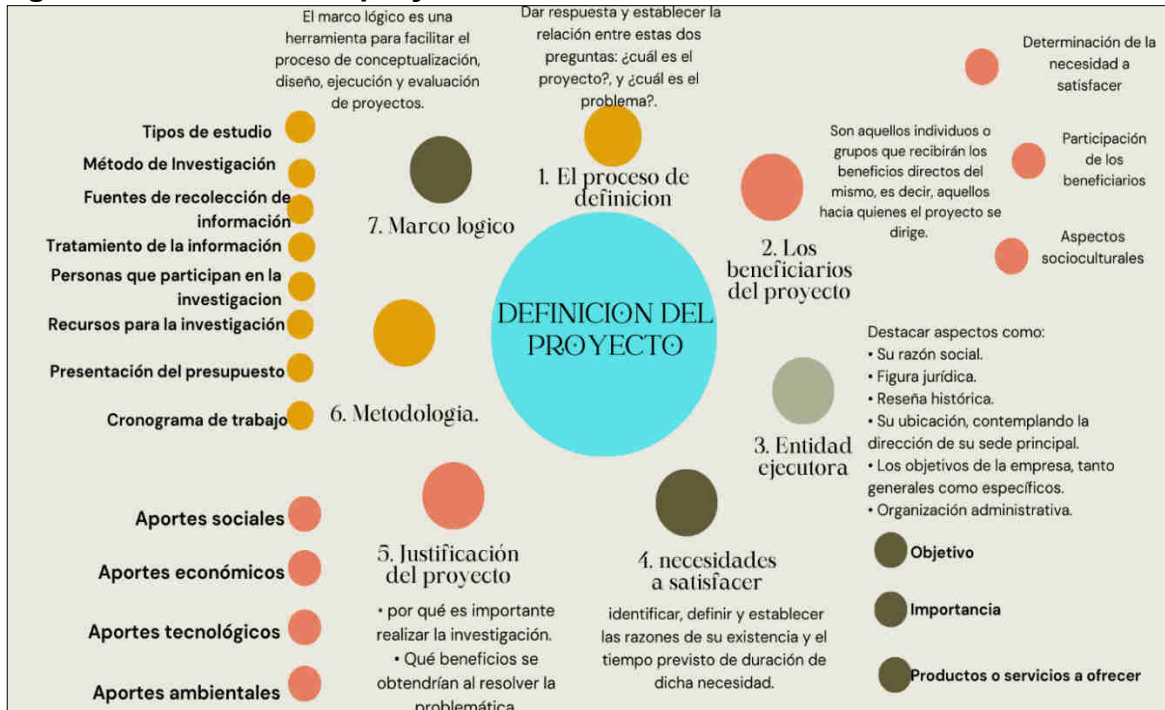 El marco lógico es una
herramienta para facilitar el
proceso de conceptualización,
diseño, ejecución y evaluación
de proyectos.
Dar respuesta y establecer la
relación entre estas dos
preguntas: ¿cuál es el
proyecto?, y ¿cuál es el
problema?.
Determinación de la
necesidad a
satisfacer
Son aquellos individuos o
grupos que recibirán los
beneficios directos del
mismo, es decir, aquellos
hacia quienes el proyecto se
dirige.
Participación
de los
beneficiarios
Aspectos
socioculturales
Tipos de estudio
Método de Investigación
Fuentes de recolección de
información
Tratamiento de la información
Personas que participan en la
investigacion
Recursos para la investigación
Presentación del presupuesto
Cronograma de trabajo
7. Marco logico
1. El proceso de
definicion
2. Los
beneficiarios
del proyecto
DEFINICION DEL
PROYECTO
6. Metodologia.
3. Entidad
ejecutora
Destacar aspectos como:
• Su razón social.
• Figura jurídica.
• Reseña histórica.
• Su ubicación, contemplando la
dirección de su sede principal.
• Los objetivos de la empresa, tanto
generales como específicos.
• Organización administrativa.
Aportes sociales
Aportes económicos
Aportes tecnológicos
Aportes ambientales
5. Justificación
del proyecto
• por qué es importante
realizar la investigación.
• Qué beneficios se
obtendrían al resolver la
problemática
4. necesidades
a satisfacer
identificar, definir y establecer
las razones de su existencia y el
tiempo previsto de duración de
dicha necesidad.
Objetivo
Importancia
Productos o servicios a ofrecer